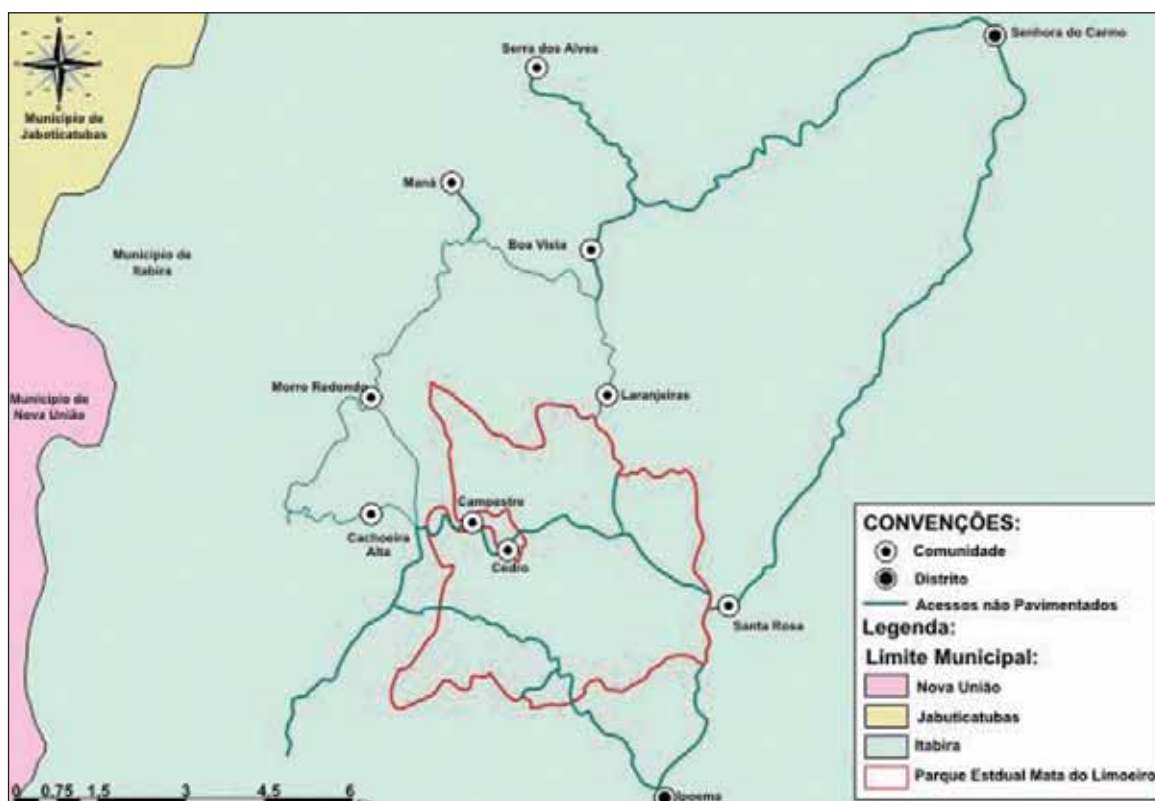 Senhora do Carmo
Serra dos Alves
Município de
Jaboticatubas
Maná
Boa Vista
Município de
Itabira
Morro Redondo
Laranjeiras
Município de
Nova União
Campestre
Cachoeira
Alta
Cedro
Santa Rosa
Ipoema
CONVENÇÕES:
Comunidade
Distrito
Acessos não Pavimentados
Legenda:
Limite Municipal:
Nova União
Jabuticatubas
Itabira
Parque Estdual Mata do Limoeiro
0 0.75 1.5 3 4.5 6